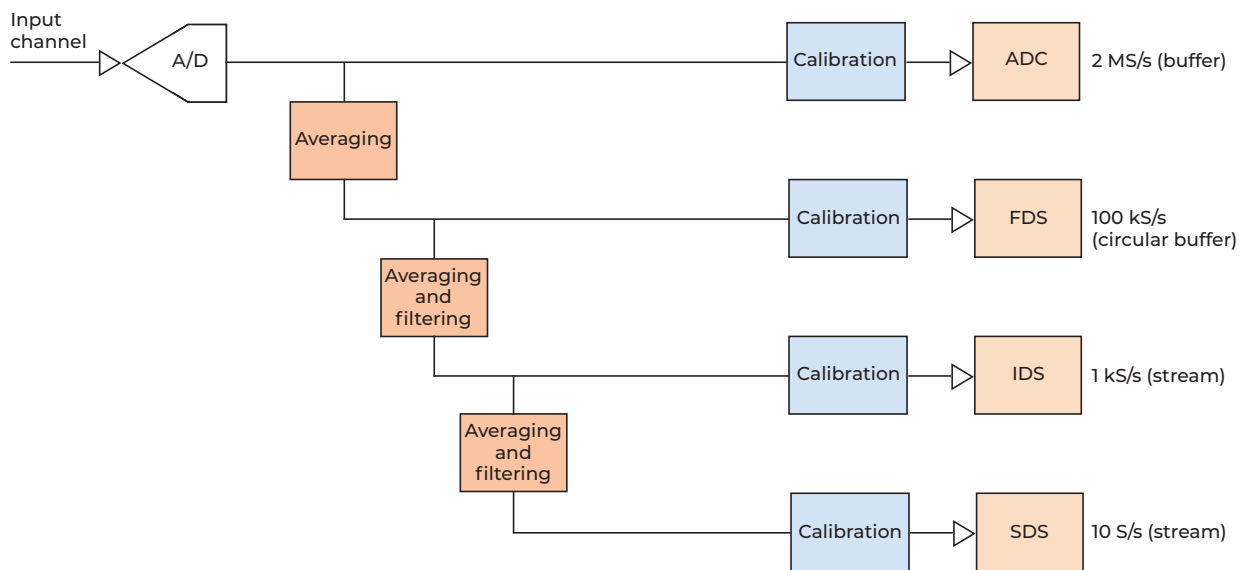 Input
channel
A/D
Calibration
ADC
2 MS/s (buffer)
Averaging
Calibration
FDS
100 kS/s
(circular buffer)
Averaging
and
filtering
Calibration
IDS
1 kS/s (stream)
Averaging
and
filtering
Calibration
SDS
10 S/s (stream)